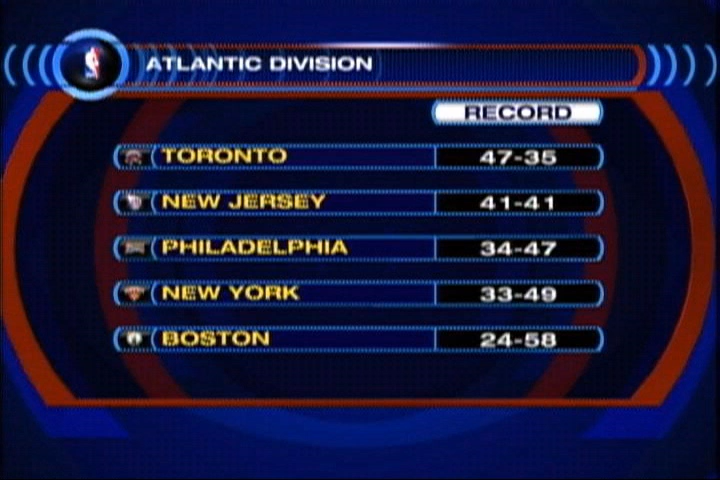 ATLANTIC DIVISION
RECORD
TORONTO 47-35
NEW JERSEY 41-41
PHILADELPHIA 34-47
NEW YORK 33-49
BOSTON 24-58